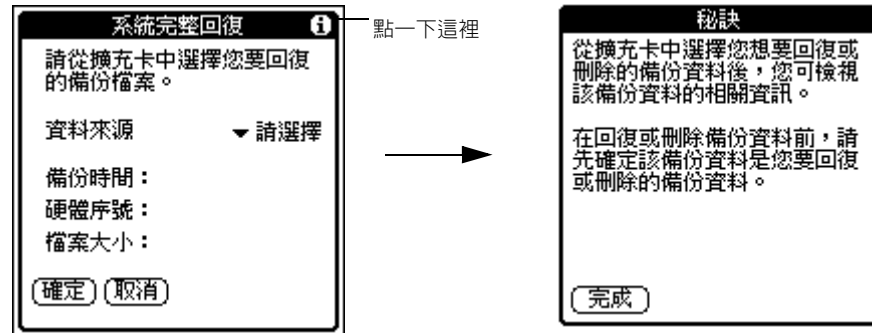 系統完整回復
點一下這裡
請從擴充卡中選擇您要回復
的備份檔案。
資料來源 請選擇
備份時間：
硬體序號：
檔案大小：
確定 取消
秘訣
從擴充卡中選擇您想要回復或
刪除的備份資料後，您可檢視
該備份資料的相關資訊。
在回復或刪除備份資料前，請
先確定該備份資料是您要回復
或刪除的備份資料。
完成